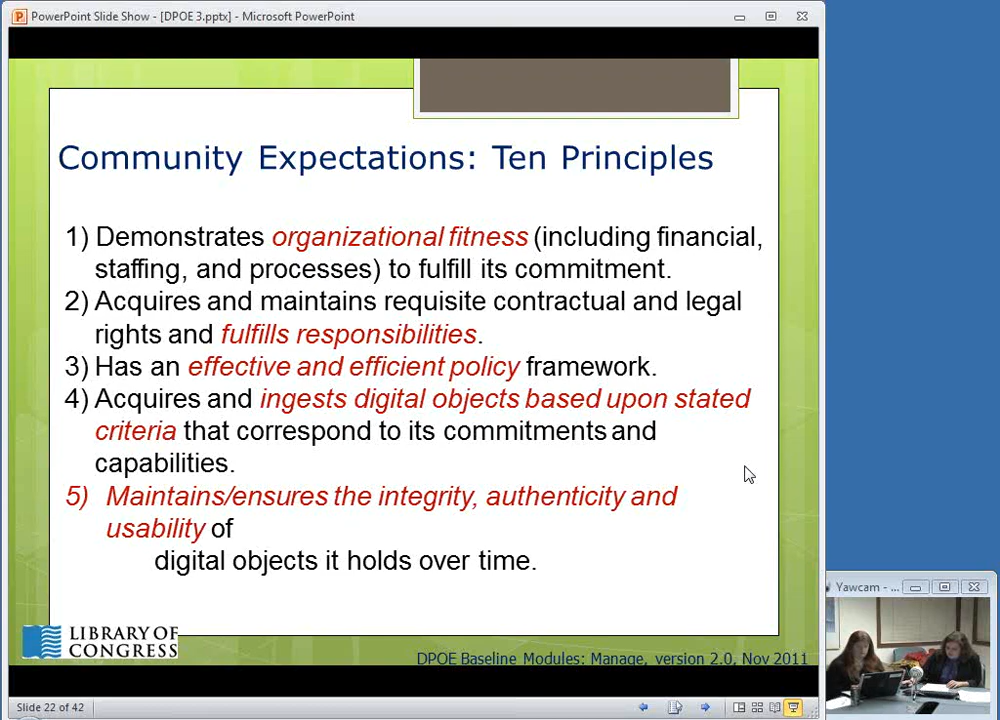 PowerPoint Slide Show - [DPOE 3.pptx] - Microsoft PowerPoint
Community Expectations: Ten Principles
1) Demonstrates organizational fitness (including financial,
staffing, and processes) to fulfill its commitment.
2) Acquires and maintains requisite contractual and legal
rights and fulfills responsibilities.
3) Has an effective and efficient policy framework.
4) Acquires and ingests digital objects based upon stated
criteria that correspond to its commitments and
capabilities.
5) Maintains/ensures the integrity, authenticity and
usability of
digital objects it holds over time.
LIBRARY OF
CONGRESS
DPOE Baseline Modules: Manage, version 2.0, Nov 2011
Yawcam - ...
Slide 22 of 42